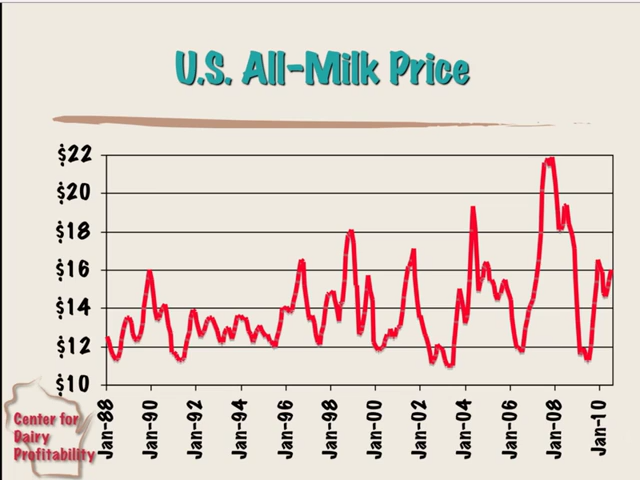 U.S. All-Milk Price
$22
$20
$18
$16
$14
$12
$10
Jan-88
Jan-90
Jan-92
Jan-94
Jan-96
Jan-98
Jan-00
Jan-02
Jan-04
Jan-06
Jan-08
Jan-10
Center for
Dairy
Profitability